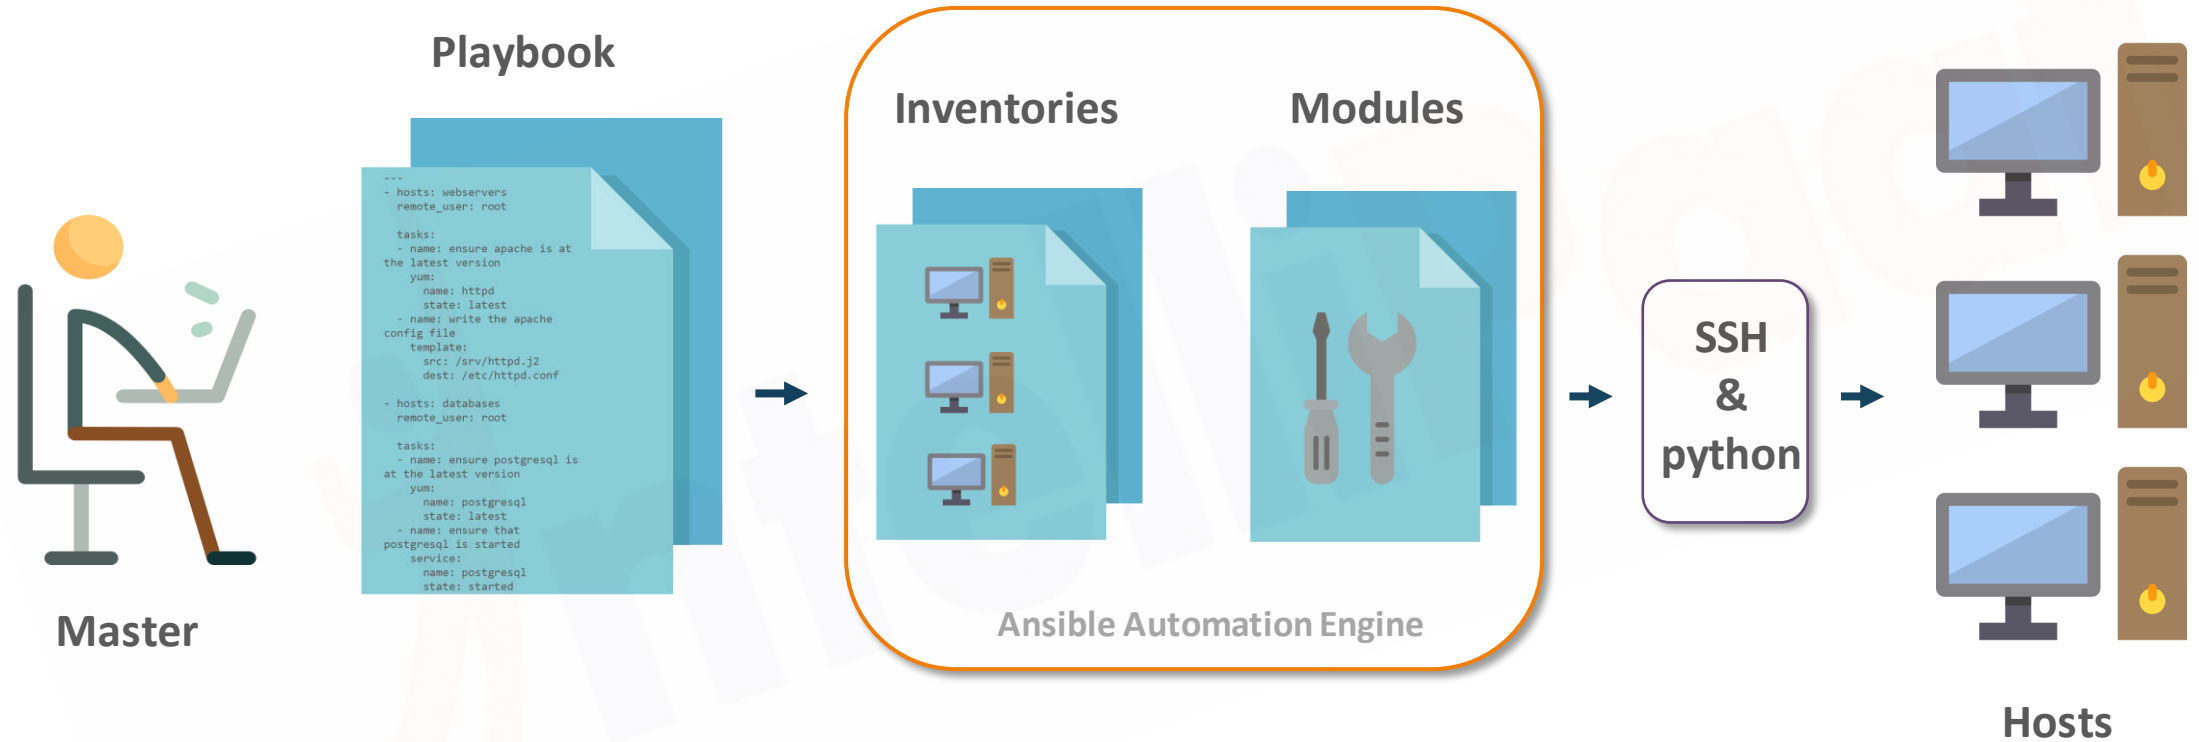 Playbook
---
- hosts: webservers
remote_user: root
tasks:
- name: ensure apache is at
the latest version
yum:
name: httpd
state: latest
- name: write the apache
config file
template:
src: /srv/httpd.j2
dest: /etc/httpd.conf
- hosts: databases
remote_user: root
tasks:
- name: ensure postgresql is
at the latest version
yum:
name: postgresql
state: latest
- name: ensure that
postgresql is started
service:
name: postgresql
state: started
Master
Inventories
Modules
Ansible Automation Engine
SSH
&
python
Hosts
intelliPaat